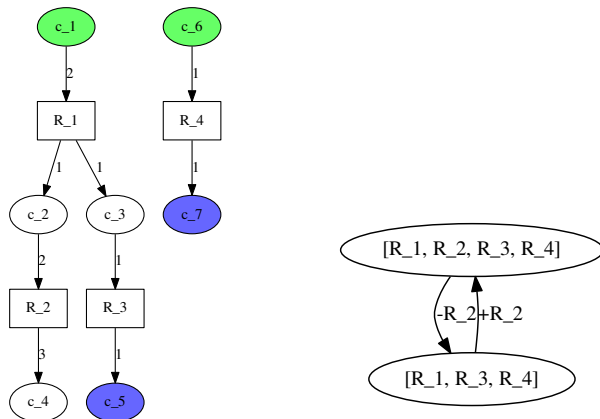 c_1 c_6
2 1
R_1 R_4
1 1 1
c_2 c_3 c_7
2 1
R_2 R_3
3 1
c_4 c_5
[R_1, R_2, R_3, R_4]
-R_2 +R_2
[R_1, R_3, R_4]